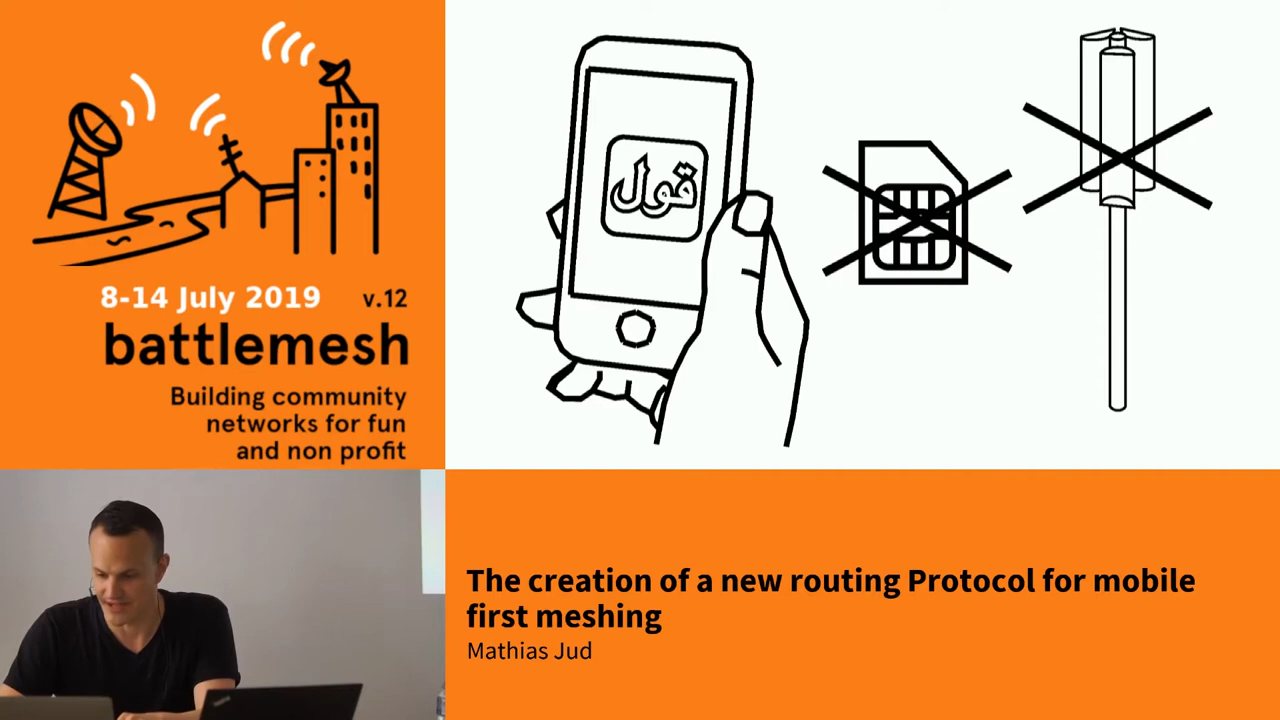 8-14 July 2019
v.12
battlemesh
Building community
networks for fun
and non profit
قول
The creation of a new routing Protocol for mobile
first meshing
Mathias Jud